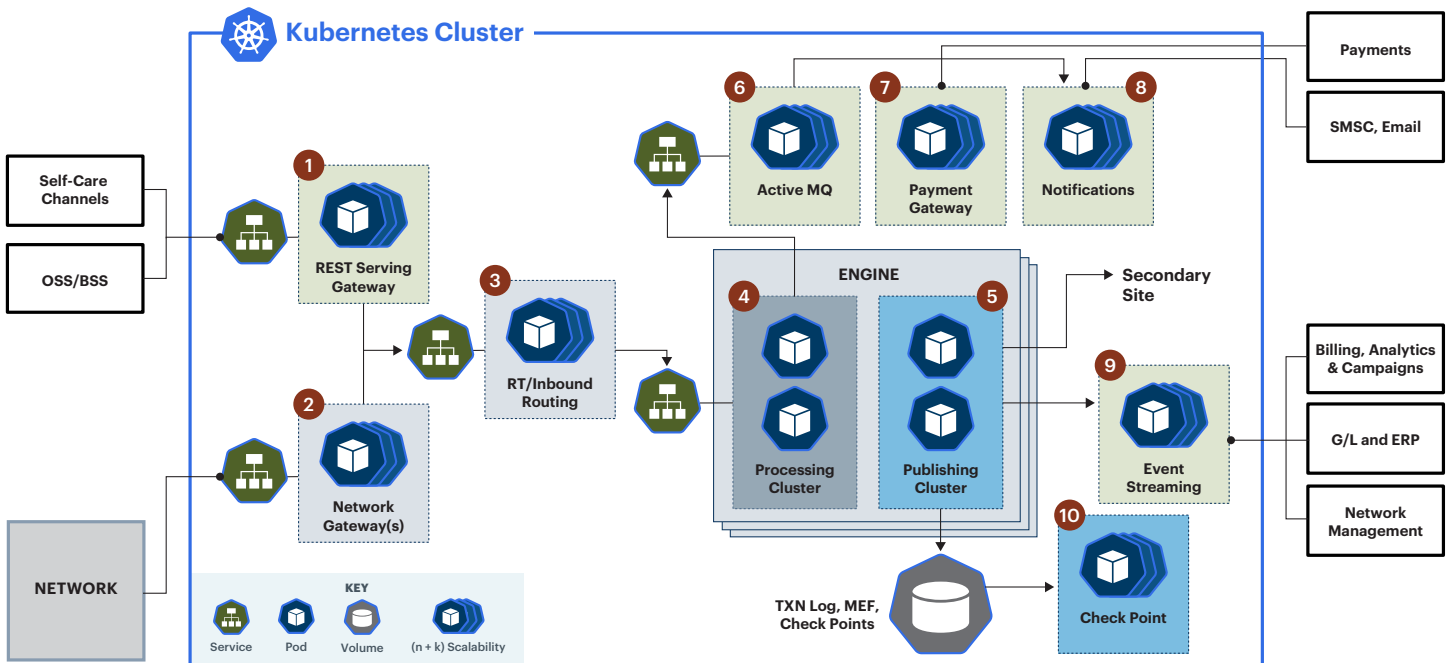 Kubernetes Cluster
Payments
SMSC, Email
6
7
8
Active MQ
Payment
Gateway
Notifications
Self-Care
Channels
OSS/BSS
1
REST Serving
Gateway
3
RT/Inbound
Routing
2
Network
Gateway(s)
NETWORK
ENGINE
4
Processing
Cluster
5
Publishing
Cluster
Secondary
Site
9
Event
Streaming
Billing, Analytics
& Campaigns
G/L and ERP
Network
Management
TXN Log, MEF,
Check Points
10
Check Point
KEY
Service
Pod
Volume
(n + k) Scalability